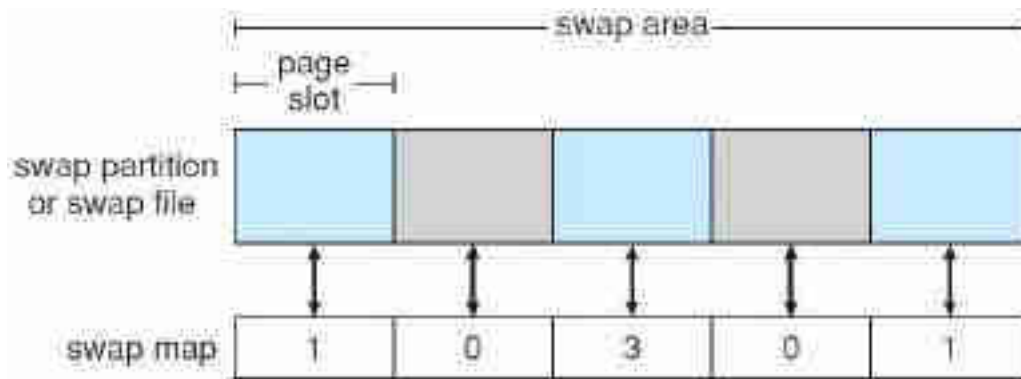 swap area
page
slot
swap partition
or swap file
swap map 1 0 3 0 1